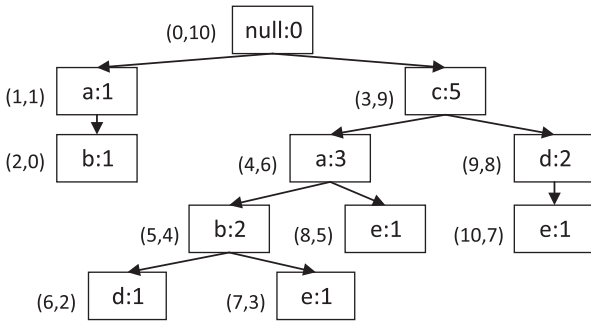 (0,10) null:0
(1,1) a:1 (3,9) c:5
(2,0) b:1 (4,6) a:3 (9,8) d:2
(5,4) b:2 (8,5) e:1 (10,7) e:1
(6,2) d:1 (7,3) e:1